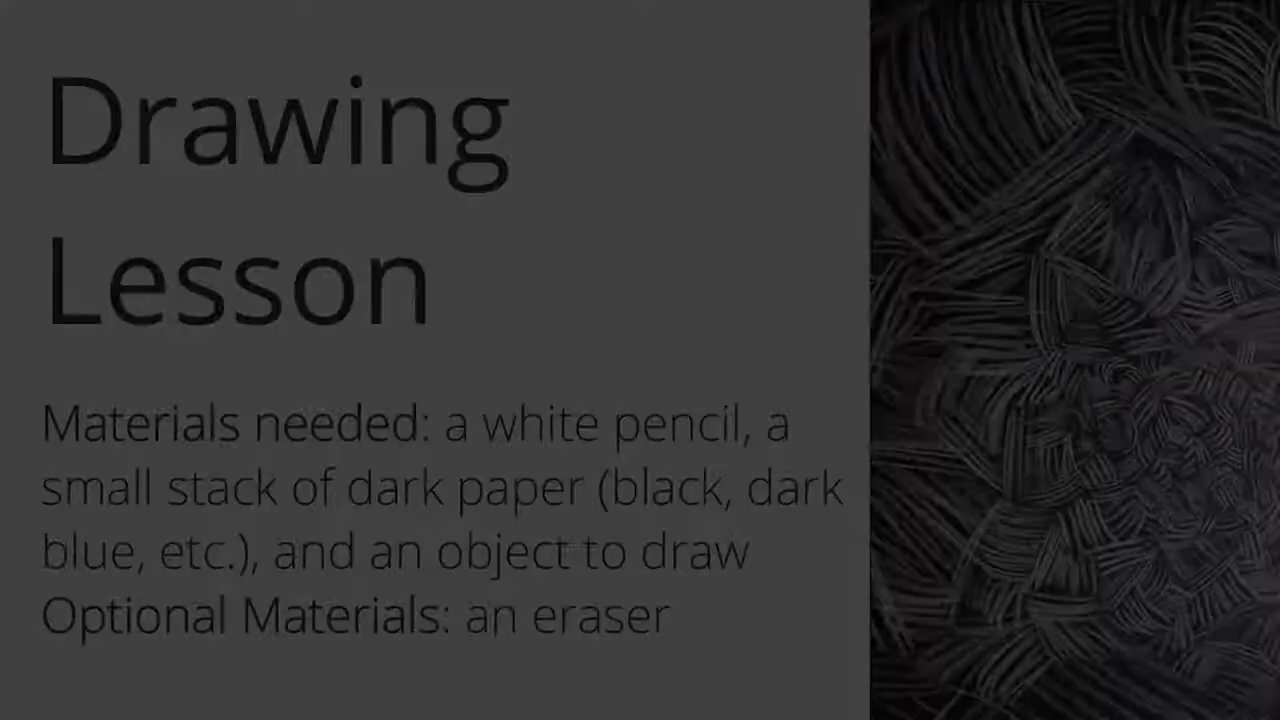 Drawing
Lesson
Materials needed: a white pencil, a
small stack of dark paper (black, dark
blue, etc.), and an object to draw
Optional Materials: an eraser